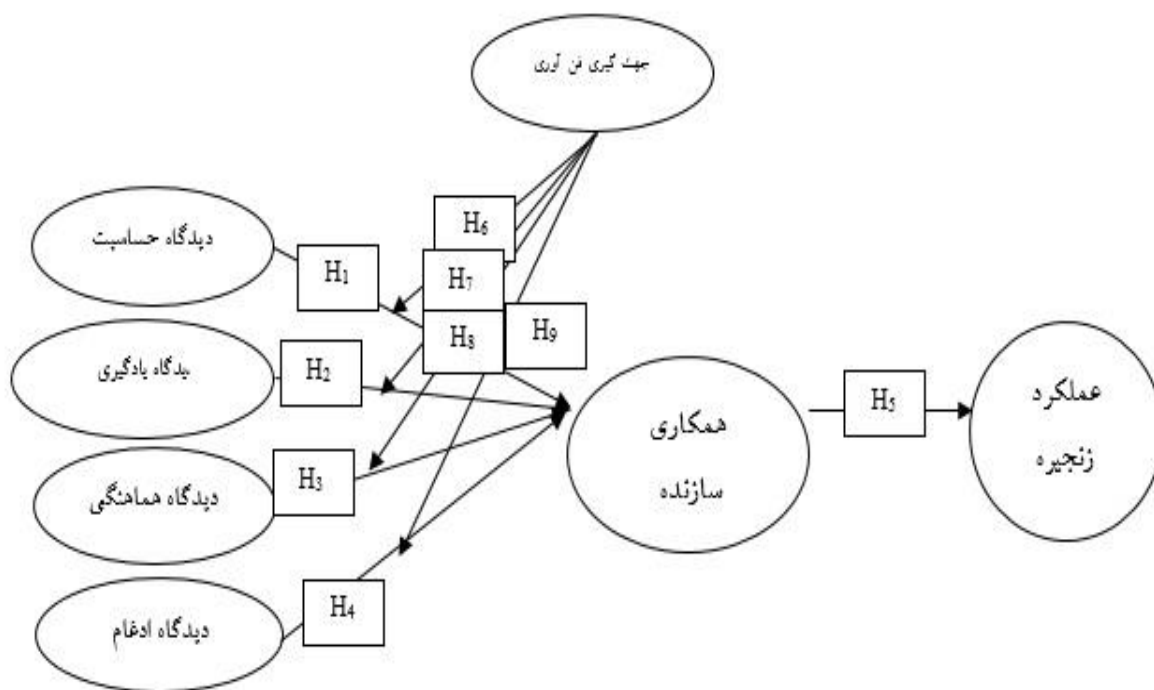 جهت گیری فن آوری
دیدگاه حساسیت
H6
H1
H7
H8
H9
یدگاه یادگیری
H2
همکاری
سازنده
H5
عملکرد
زنجیره
دیدگاه هماهنگی
H3
دیدگاه ادغام
H4